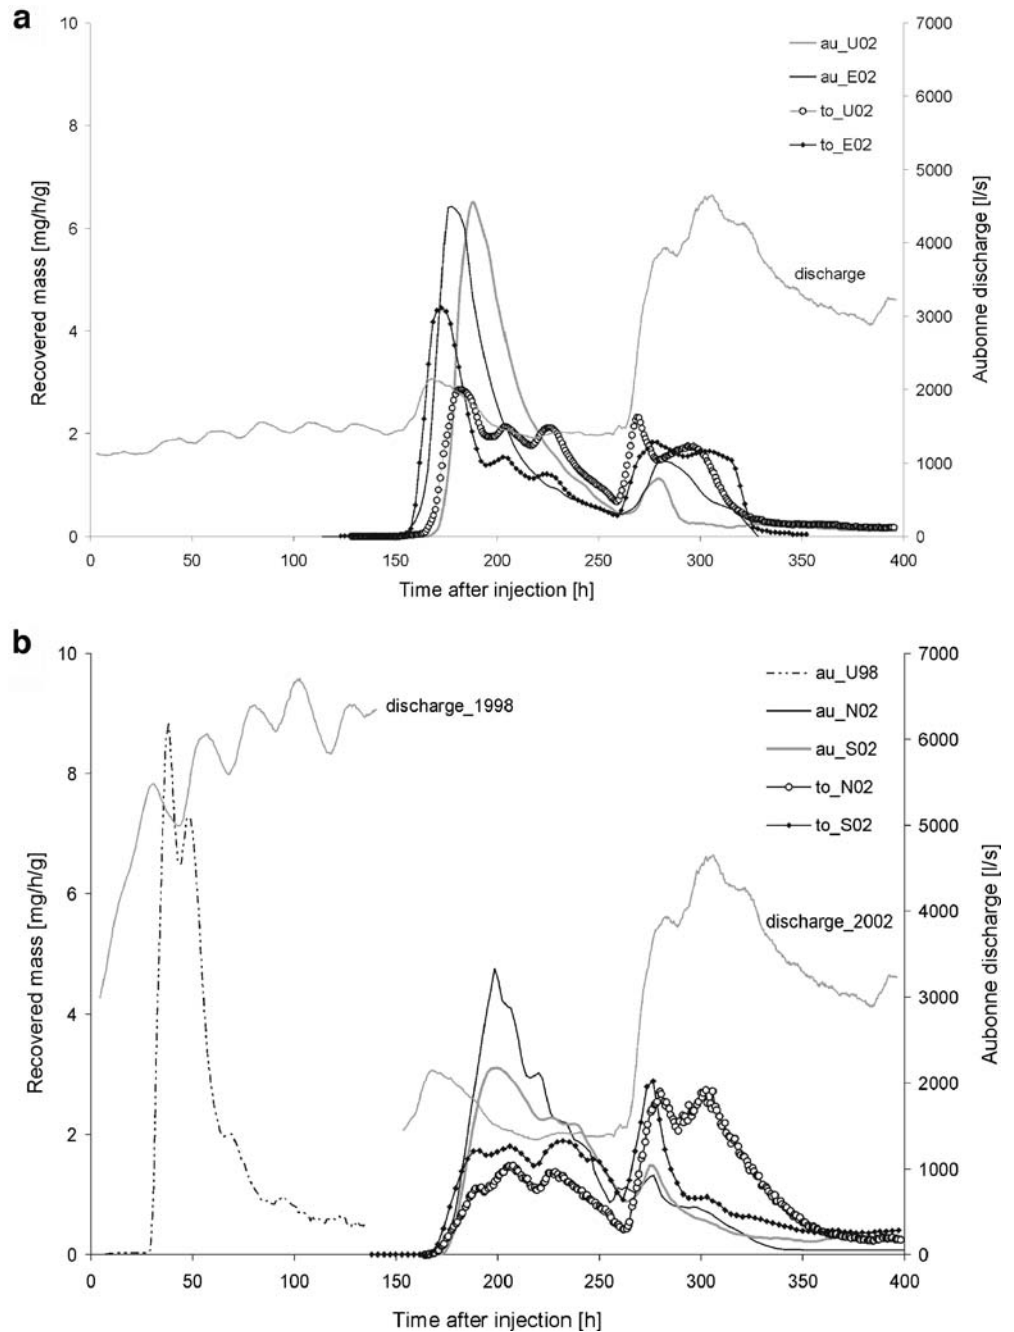 a
10
8
6
4
2
0
Recovered mass [mg/h/g]
7000
6000
5000
4000
3000
2000
1000
0
Aubonne discharge [l/s]
au_U02
au_E02
to_U02
to_E02
discharge
0 50 100 150 200 250 300 350 400
Time after injection [h]
b
10
8
6
4
2
0
Recovered mass [mg/h/g]
7000
6000
5000
4000
3000
2000
1000
0
Aubonne discharge [l/s]
au_U98
au_N02
au_S02
to_N02
to_S02
discharge_1998
discharge_2002
0 50 100 150 200 250 300 350 400
Time after injection [h]